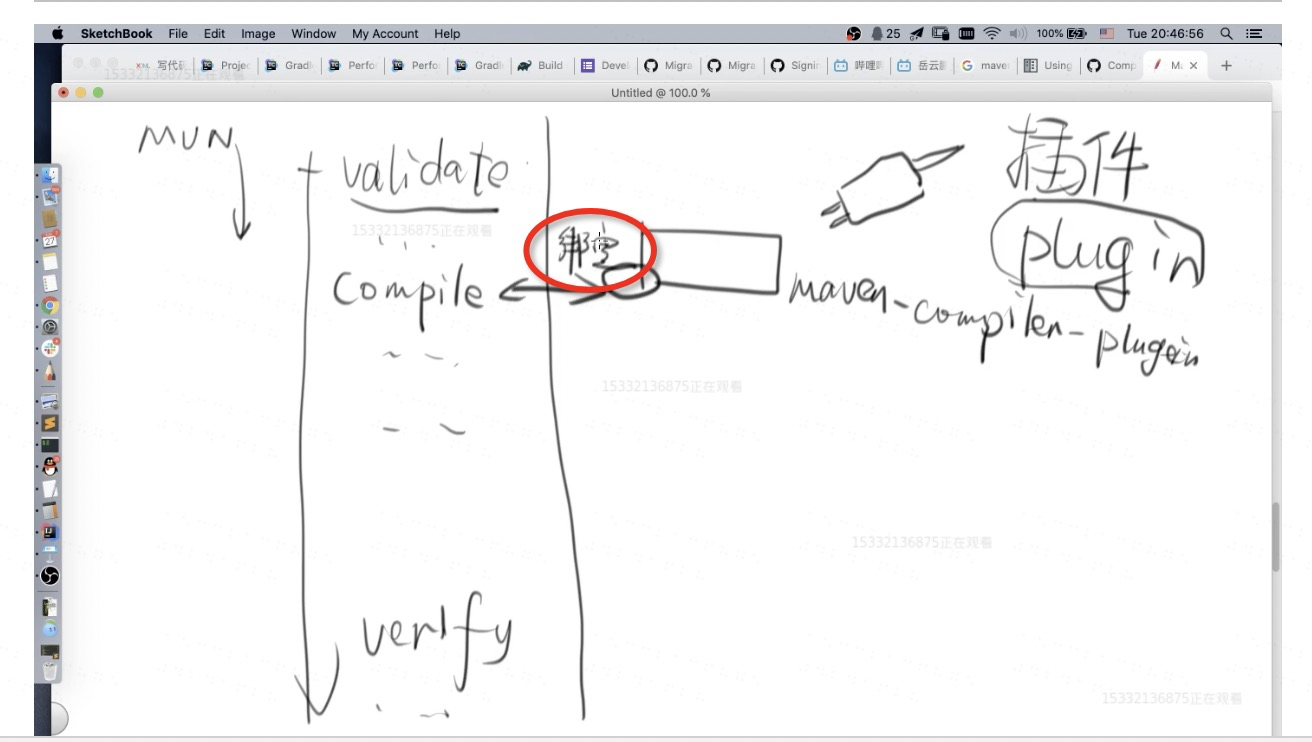 SketchBook File Edit Image Window My Account Help 25 100% Tue 20:46:56
写代 Projec Gradl Perfo Perfo Gradl Build Devel Migra Migra Signin 哔哩 岳云 maver Using Comp M
15332136875正在观看
Untitled @ 100.0 %
MVN
validate
插件
15332136875正在观看
绑定
plugin
Compile
maven-compiler-plugin
15332136875正在观看
15332136875正在观看
verify
15332136875正在观看